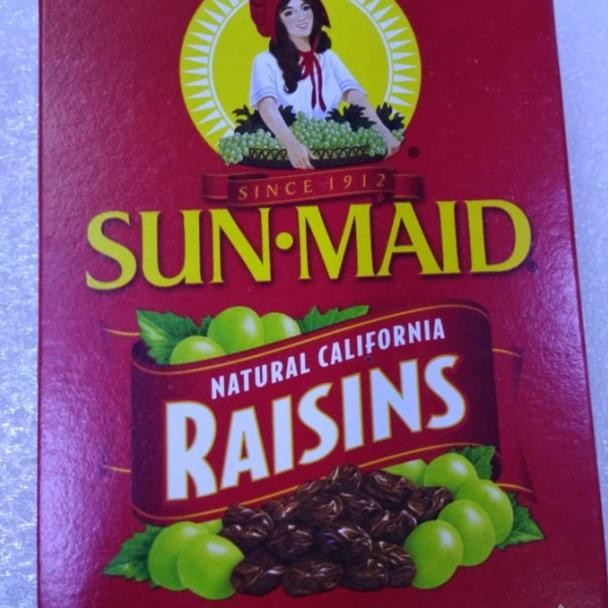 SINCE 1912
SUN•MAID
NATURAL CALIFORNIA
RAISINS